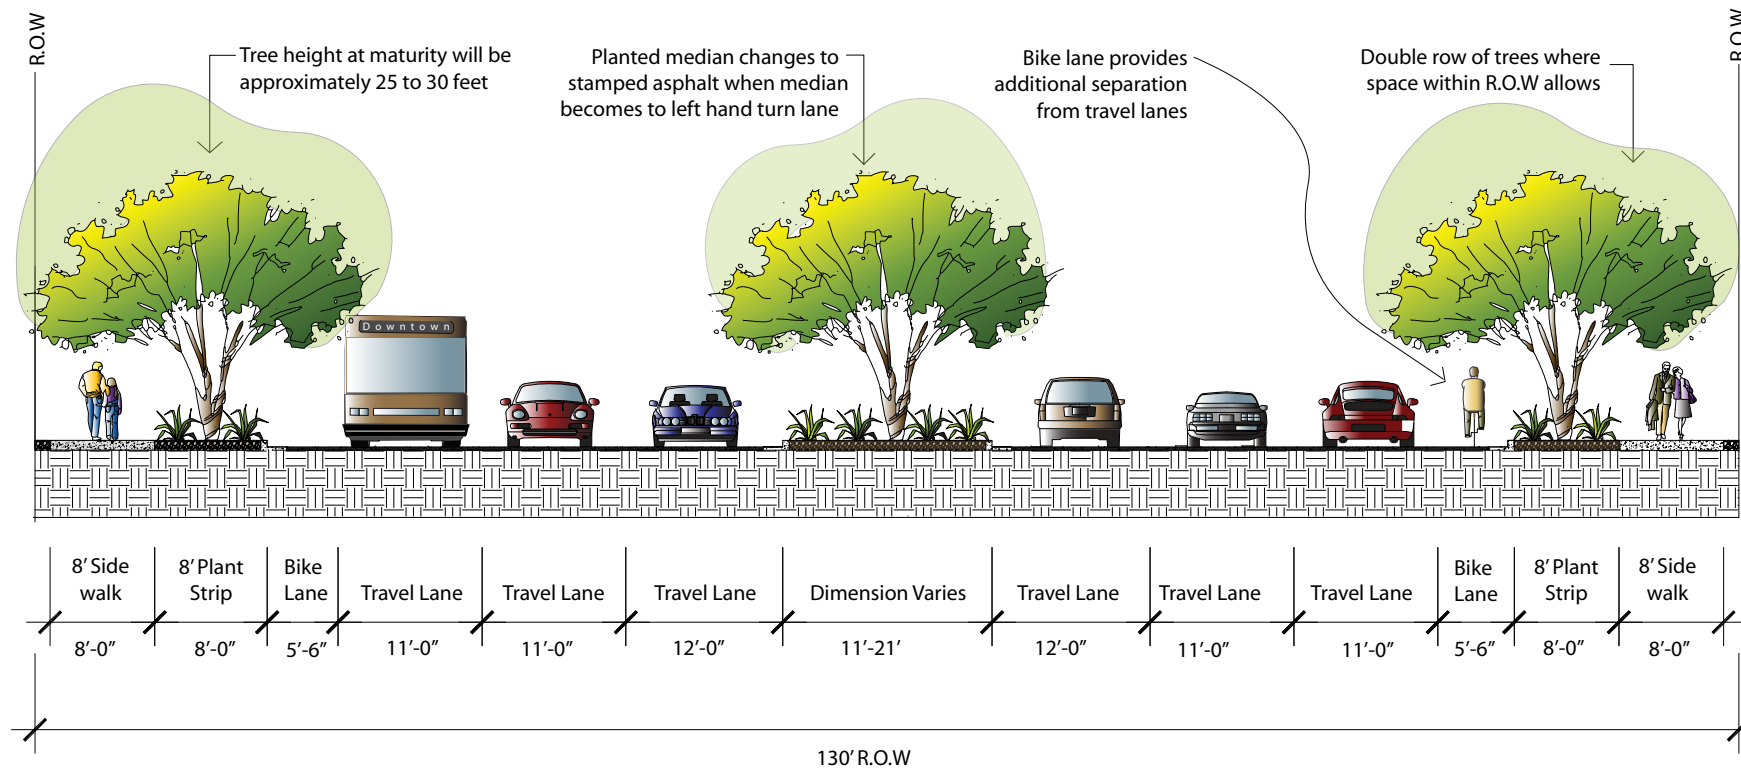 R.O.W
Tree height at maturity will be
approximately 25 to 30 feet
Planted median changes to
stamped asphalt when median
becomes to left hand turn lane
Bike lane provides
additional separation
from travel lanes
Double row of trees where
space within R.O.W allows
R.O.W
Downtown
8’ Side
walk
8’ Plant
Strip
Bike
Lane
Travel Lane
Travel Lane
Travel Lane
Dimension Varies
Travel Lane
Travel Lane
Travel Lane
Bike
Lane
8’ Plant
Strip
8’ Side
walk
8’-0”
8’-0”
5’-6”
11’-0”
11’-0”
12’-0”
11’-21’
12’-0”
11’-0”
11’-0”
5’-6”
8’-0”
8’-0”
130’ R.O.W